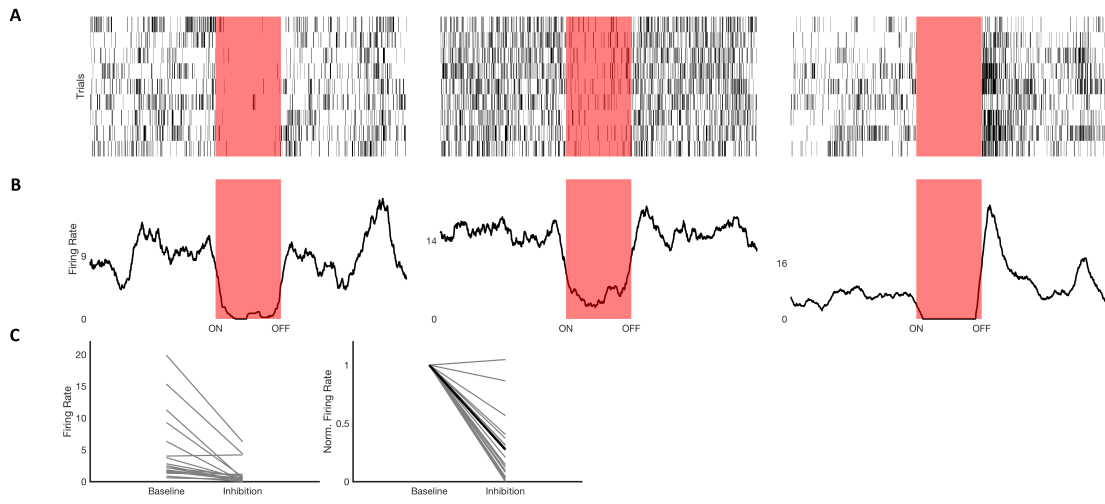 A
Trials
B
Firing Rate
9
0
ON OFF
14
0
ON OFF
16
0
ON OFF
C
Firing Rate
20
15
10
5
0
Baseline Inhibition
Norm. Firing Rate
1
0.5
0
Baseline Inhibition